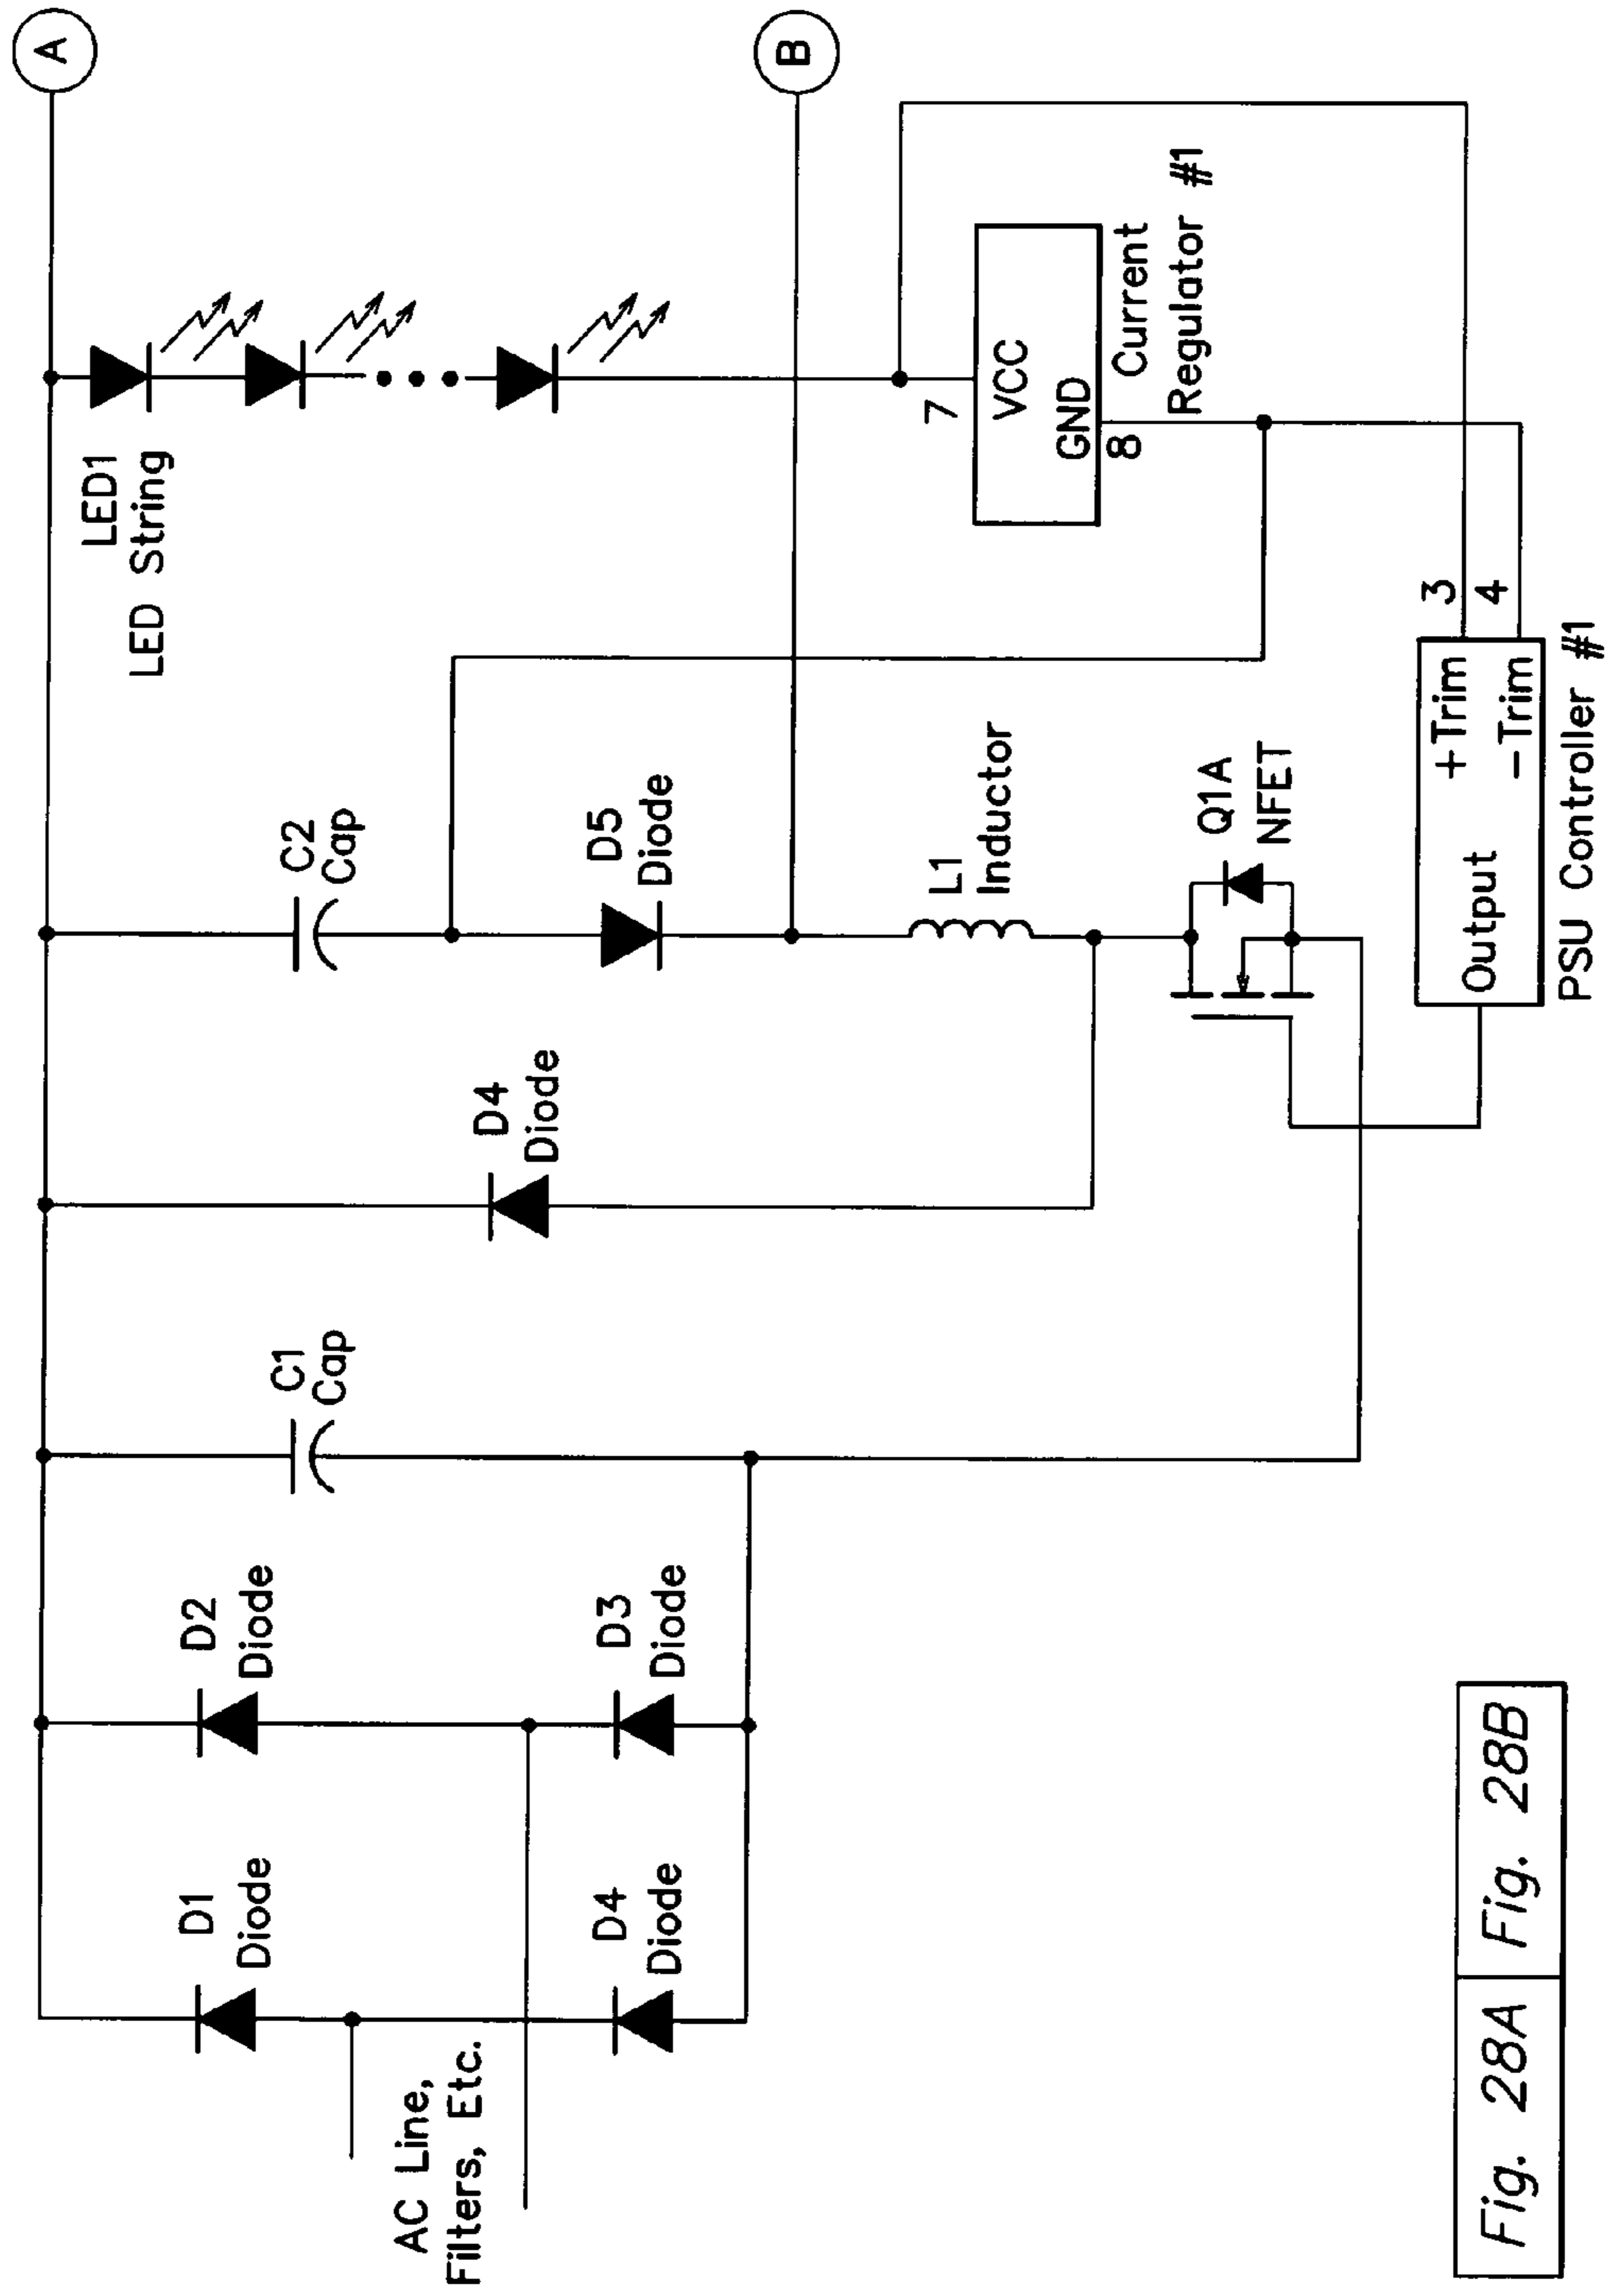 A
LED1
LED String
B
C2
Cap
D5
Diode
L1
Inductor
Q1A
NFET
D4
Diode
C1
Cap
D2
Diode
D3
Diode
D1
Diode
D4
Diode
AC Line,
Filters, Etc.
7
VCC
GND
8
Current
Regulator #1
3
4
+Trim
−Trim
Output
PSU Controller #1
Fig. 28A
Fig. 28B